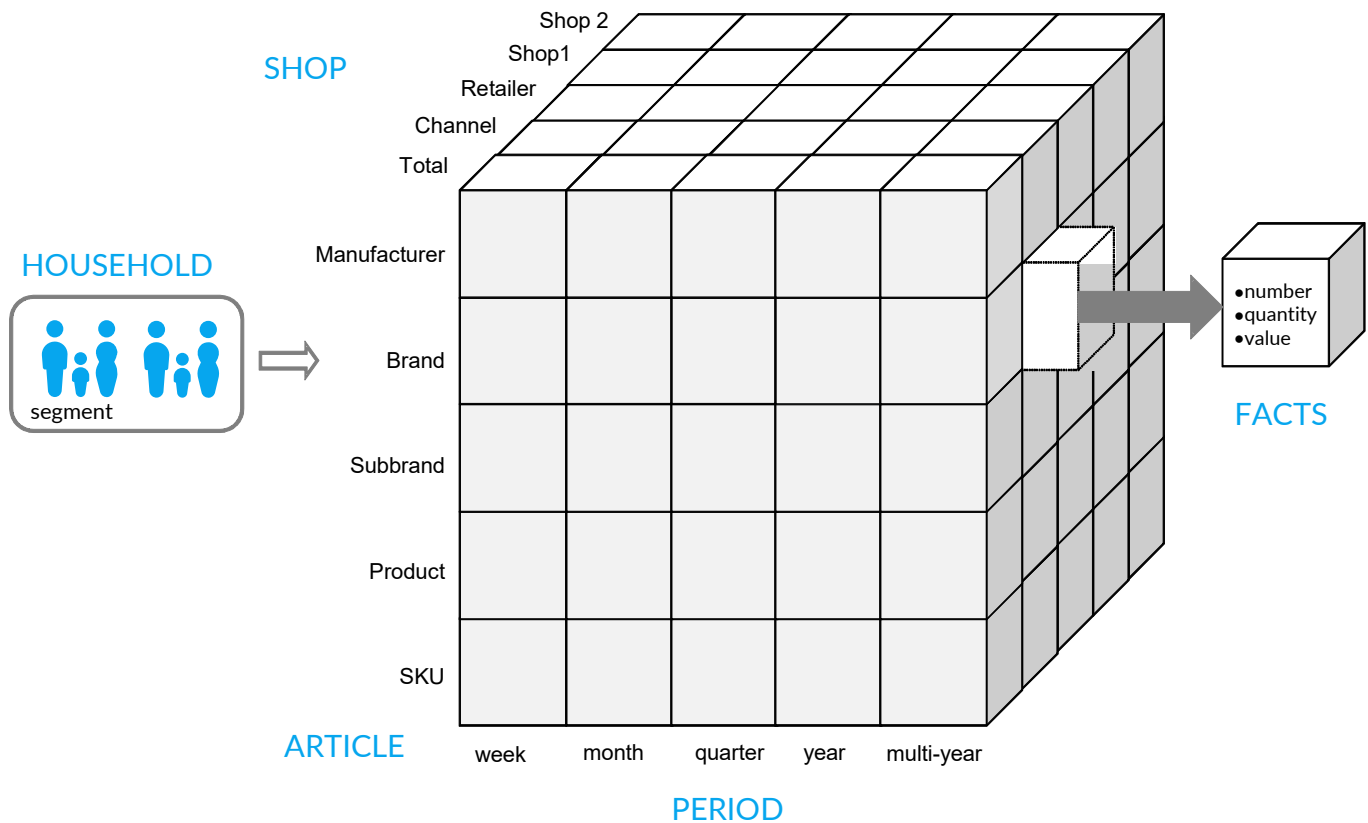 Shop 2
Shop1
SHOP
Retailer
Channel
Total
Manufacturer
HOUSEHOLD
•number
•quantity
•value
Brand
segment
FACTS
Subbrand
Product
SKU
ARTICLE
week month quarter year multi-year
PERIOD